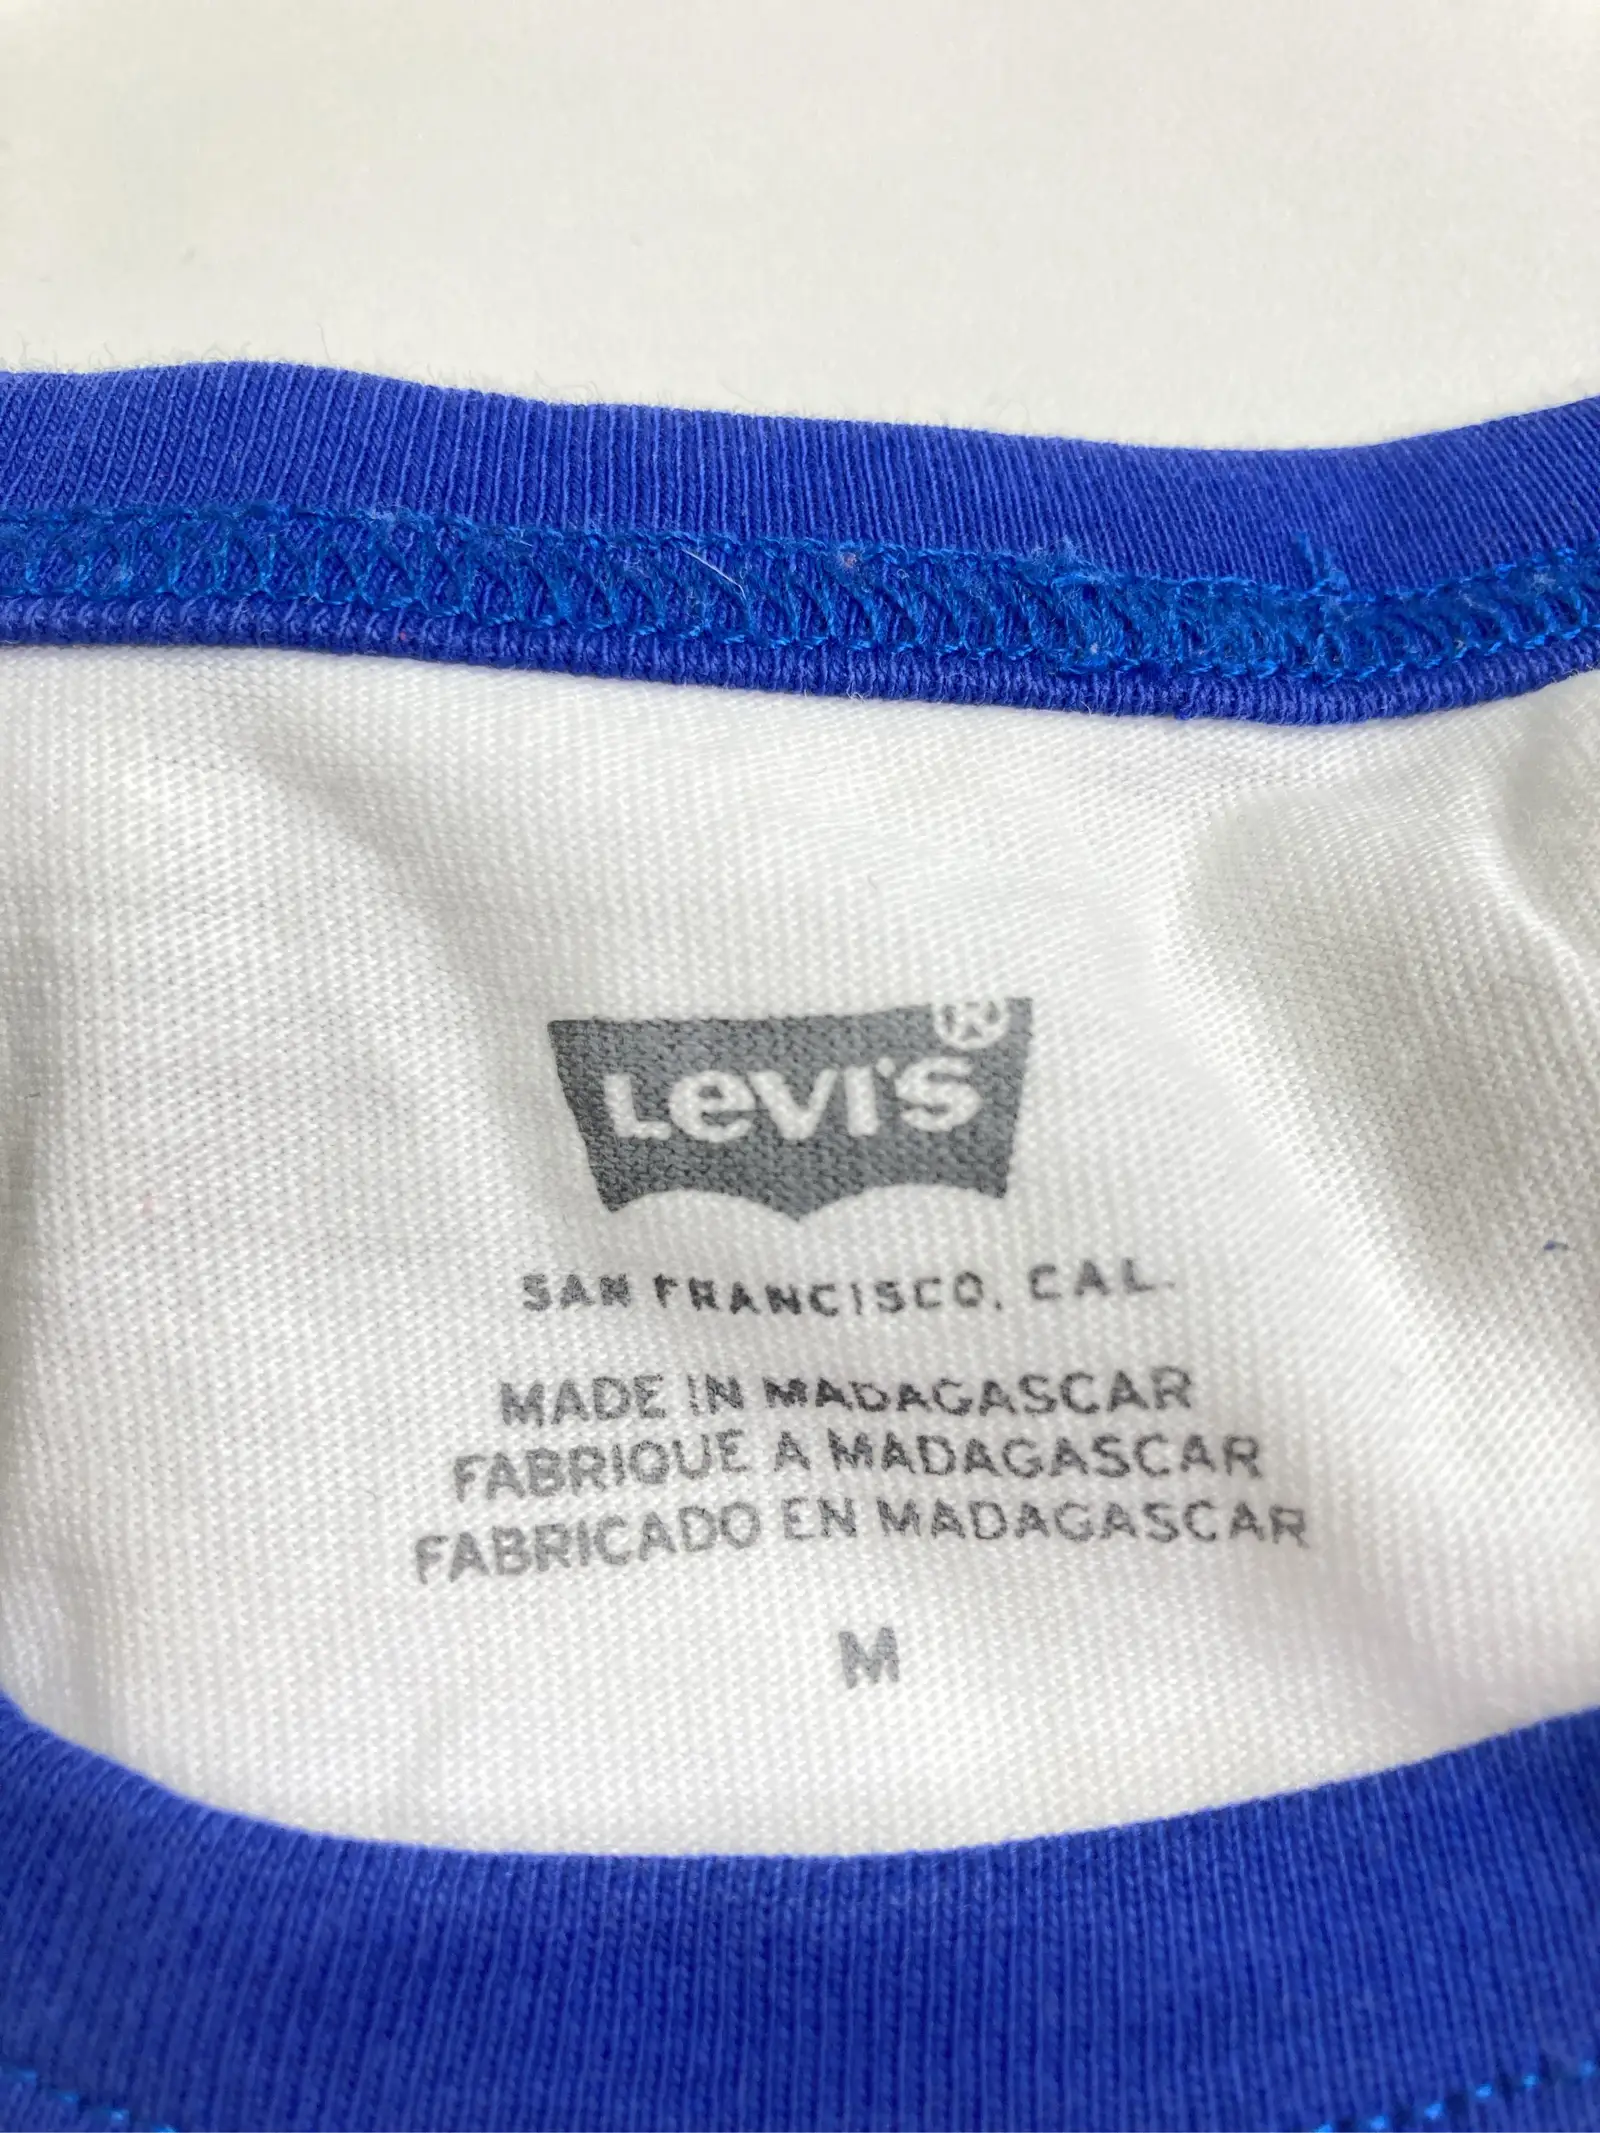 LEVI'S®
SAN FRANCISCO, CAL.
MADE IN MADAGASCAR
FABRIQUE A MADAGASCAR
FABRICADO EN MADAGASCAR
M